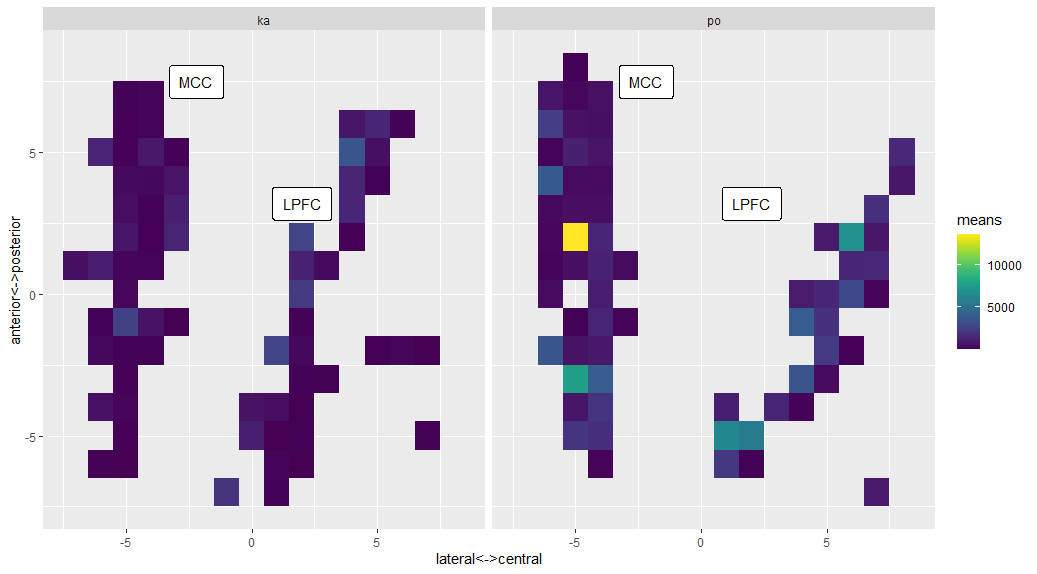 ka
po
MCC
MCC
LPFC
LPFC
5
0
-5
anterior<->posterior
-5
0
5
-5
0
5
lateral<->central
means
10000
5000